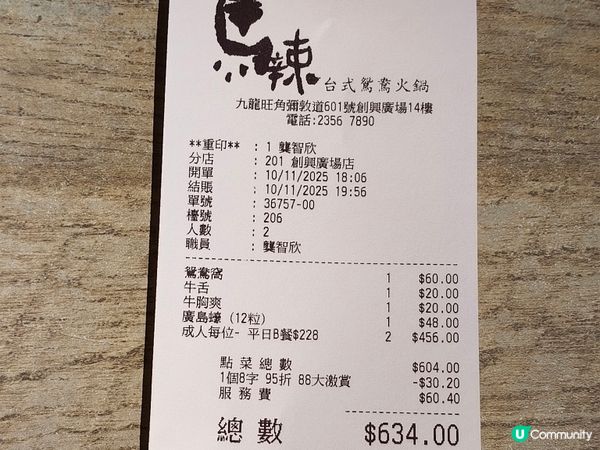 馬辣
台式鴛鴦火鍋
九龍旺角彌敦道601號創興廣場14樓
電話:2356 7890
**重印** : 1 龔智欣
分店 : 201 創興廣場店
開單 : 10/11/2025 18:06
結賬 : 10/11/2025 19:56
單號 : 36757-00
檯號 : 206
人數 : 2
職員 : 龔智欣
鴛鴦窩 1 $60.00
牛舌 1 $20.00
牛胸爽 1 $20.00
廣島蠔 (12粒) 1 $48.00
成人每位- 平日B餐$228 2 $456.00
點菜總數 $604.00
1個8字 95折 88大激賞 -$30.20
服務費 $60.40
總數 $634.00
U Community